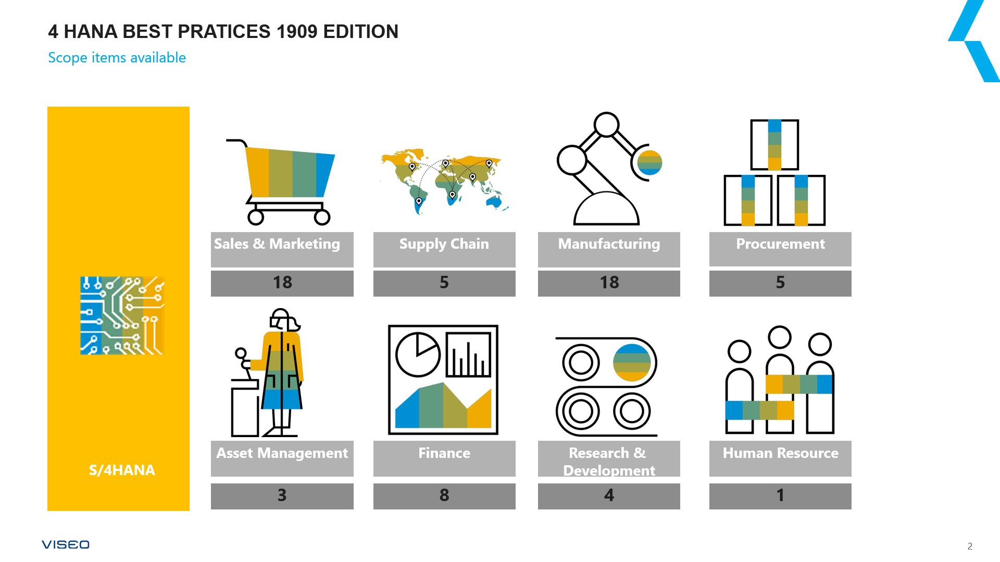 4 HANA BEST PRATICES 1909 EDITION
Scope items available
S/4HANA
Sales & Marketing
18
Supply Chain
5
Manufacturing
18
Procurement
5
Asset Management
3
Finance
8
Research &
Development
4
Human Resource
1
VISEO
2